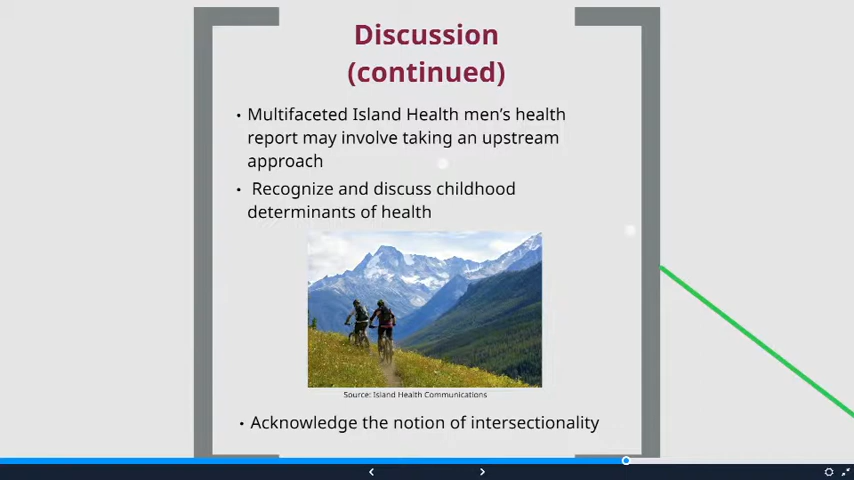 Discussion
(continued)
• Multifaceted Island Health men's health
report may involve taking an upstream
approach
• Recognize and discuss childhood
determinants of health
Source: Island Health Communications
• Acknowledge the notion of intersectionality